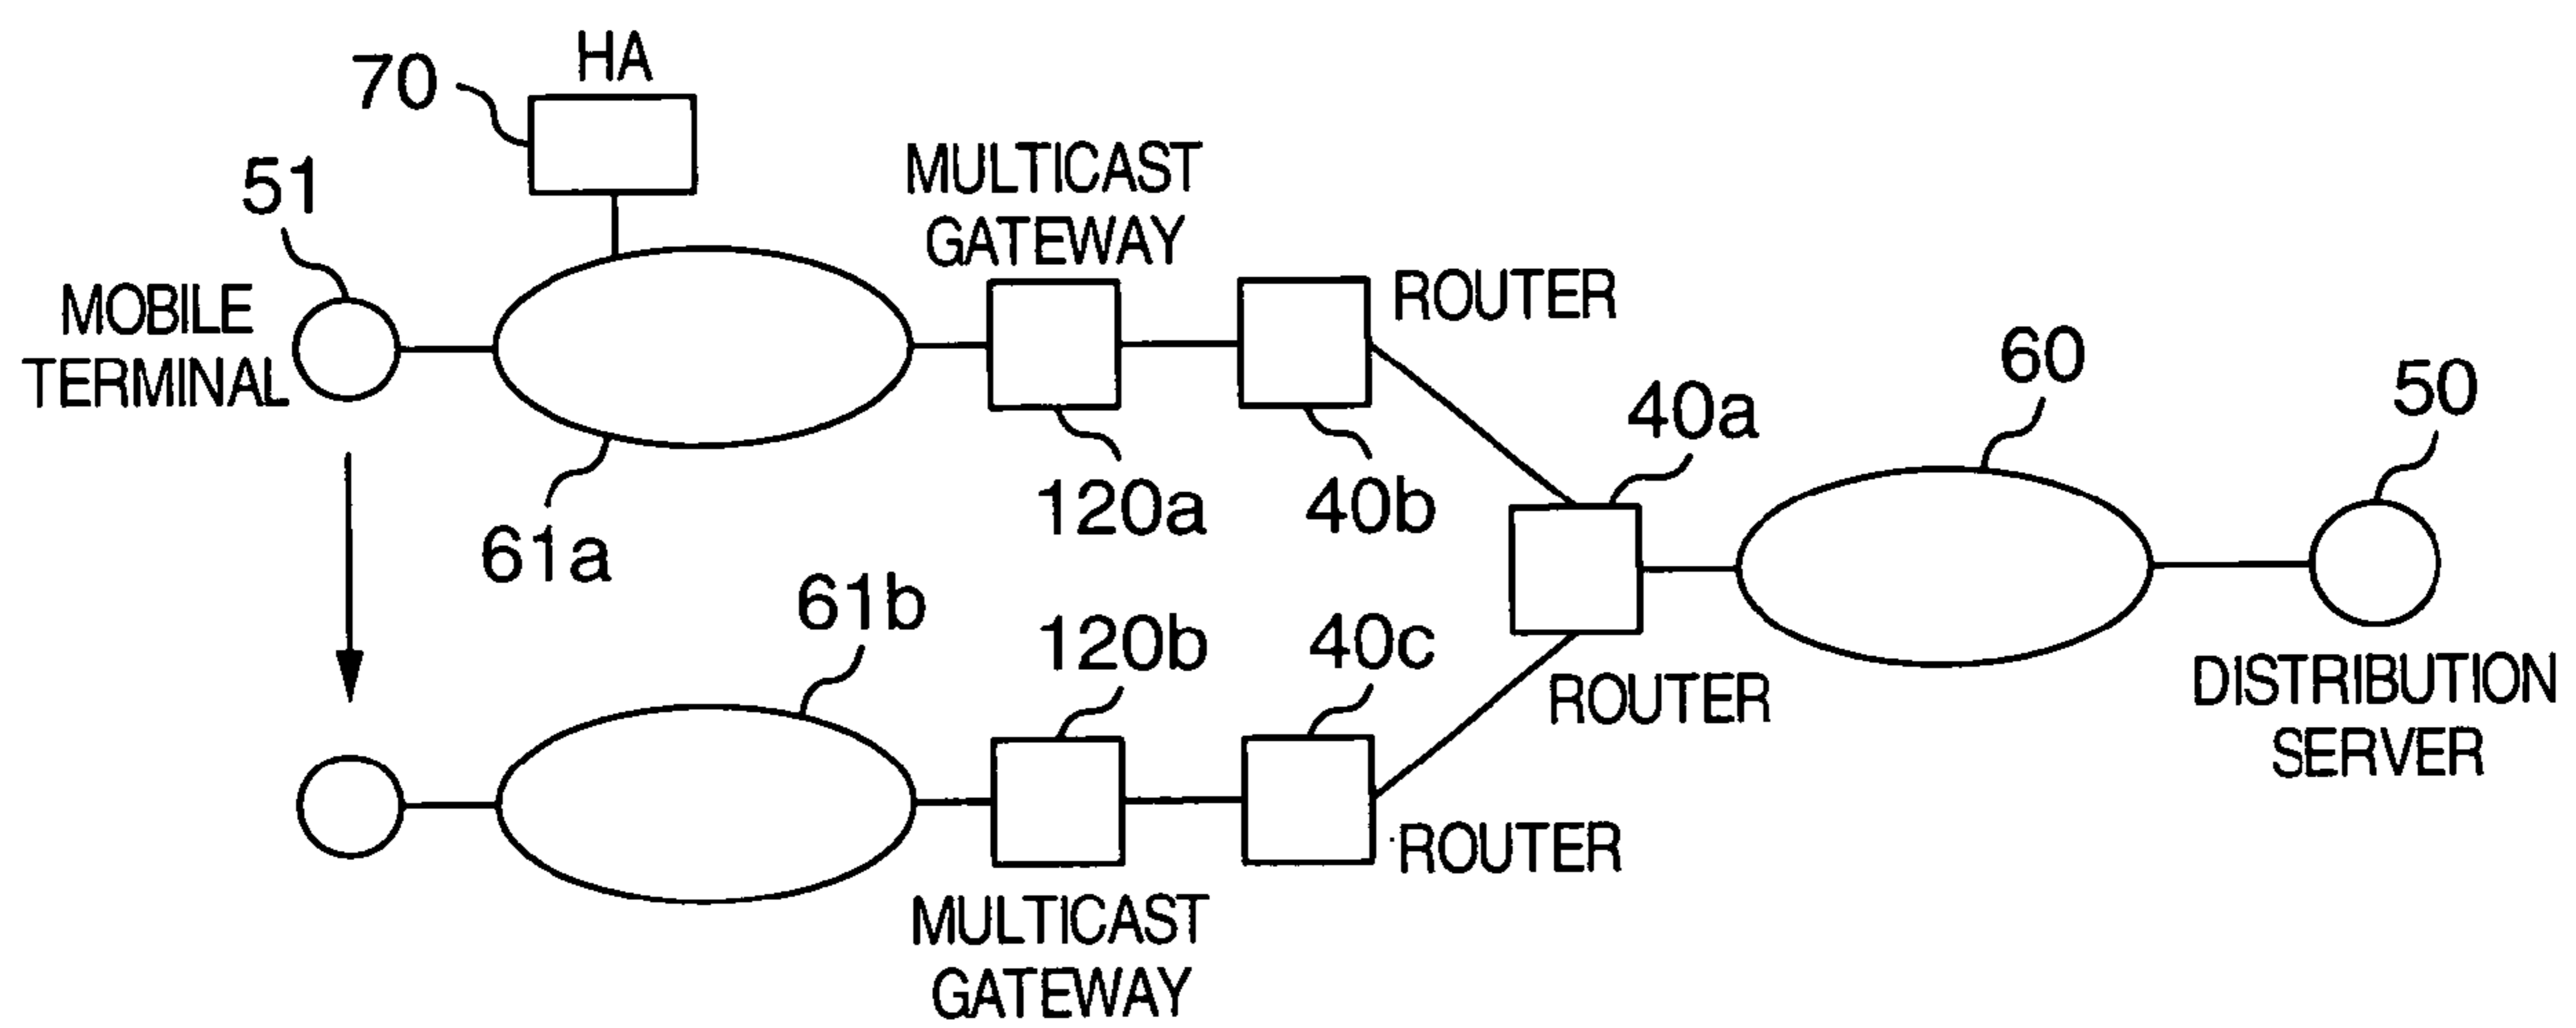 HA
70
51
MULTICAST
GATEWAY
MOBILE
TERMINAL
ROUTER
60
50
40a
120a
40b
61a
61b
120b
40c
ROUTER
DISTRIBUTION
SERVER
ROUTER
MULTICAST
GATEWAY